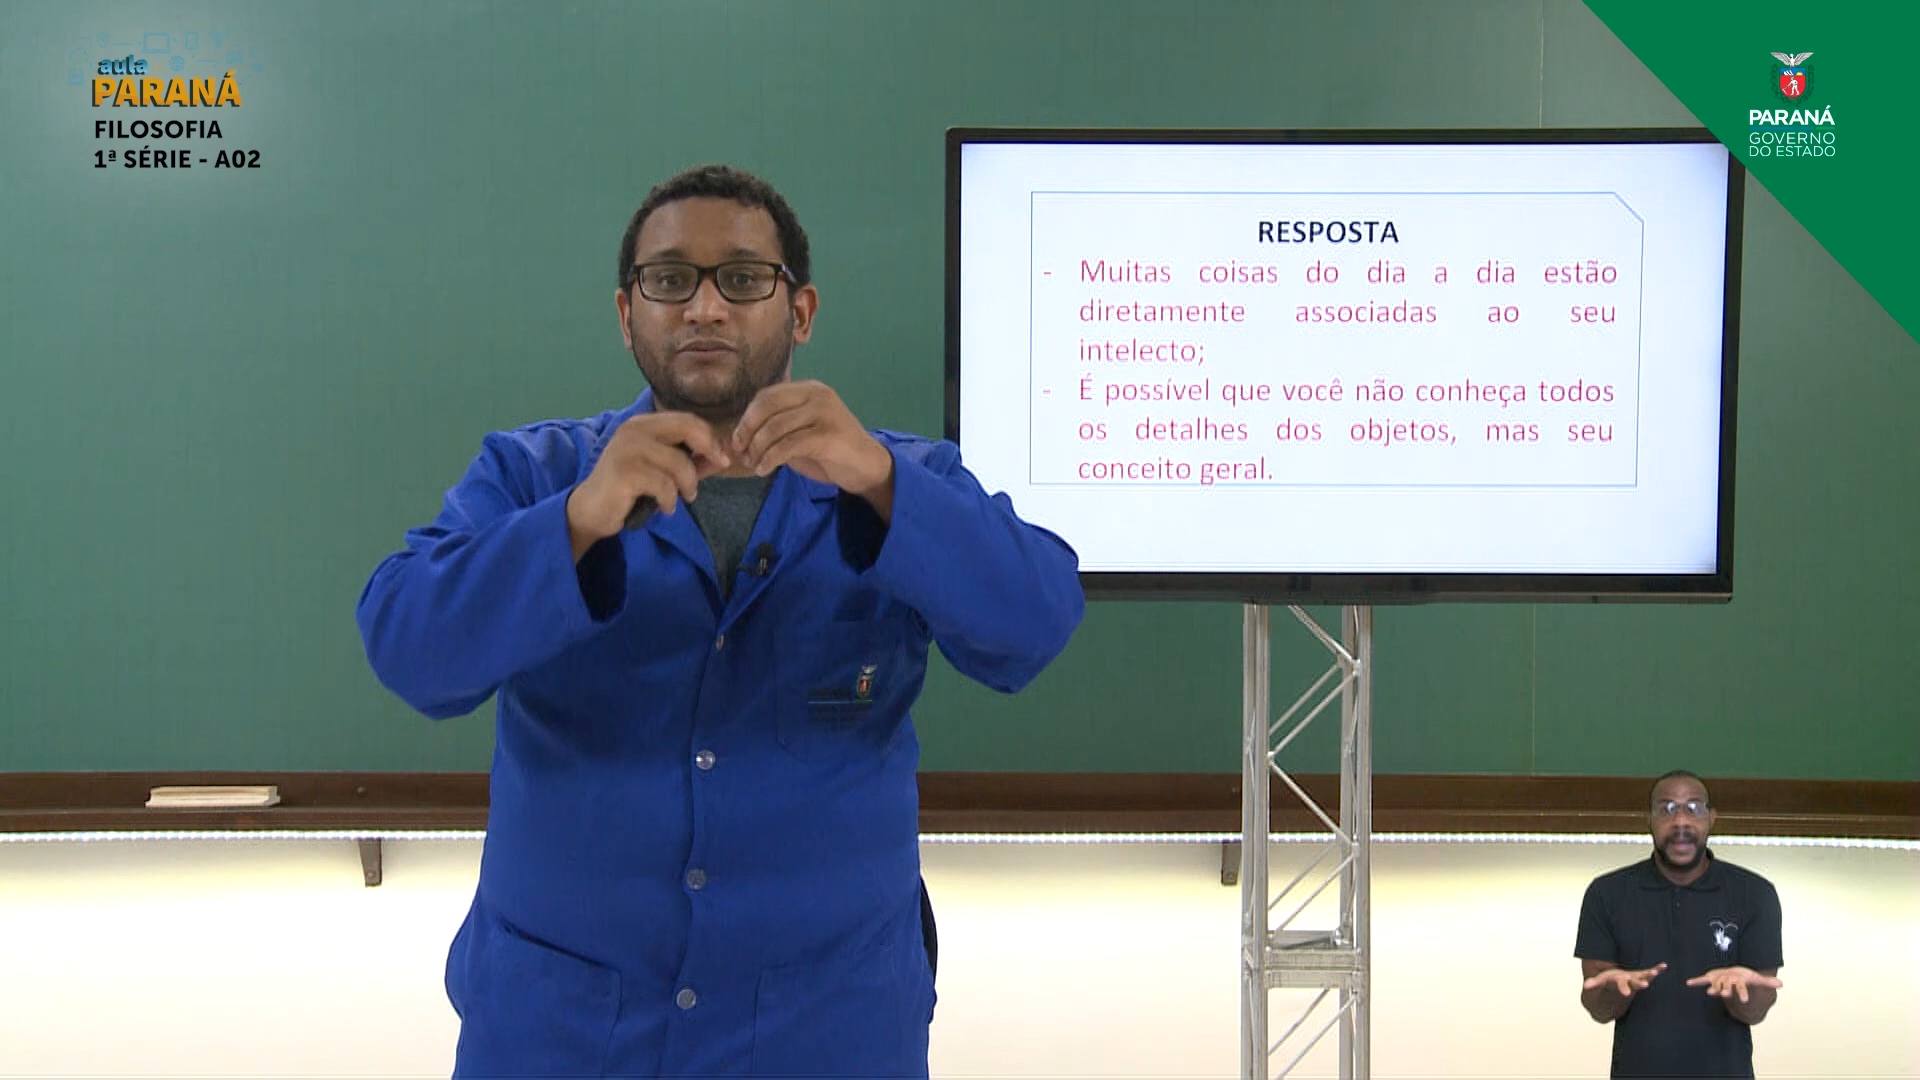 aula
PARANÁ
FILOSOFIA
1ª SÉRIE - A02
PARANÁ
GOVERNO
DO ESTADO
RESPOSTA
- Muitas coisas do dia a dia estão
diretamente associadas ao seu
intelecto;
- É possível que você não conheça todos
os detalhes dos objetos, mas seu
conceito geral.